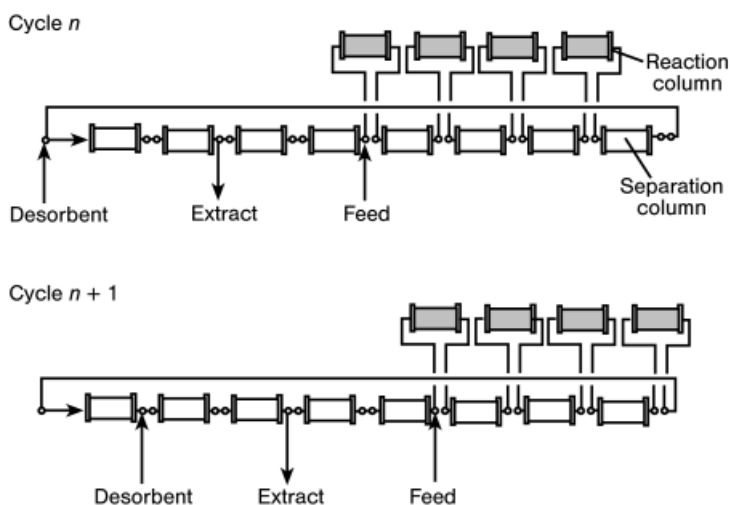 Cycle n
Reaction
column
Separation
column
Desorbent
Extract
Feed
Cycle n + 1
Desorbent
Extract
Feed